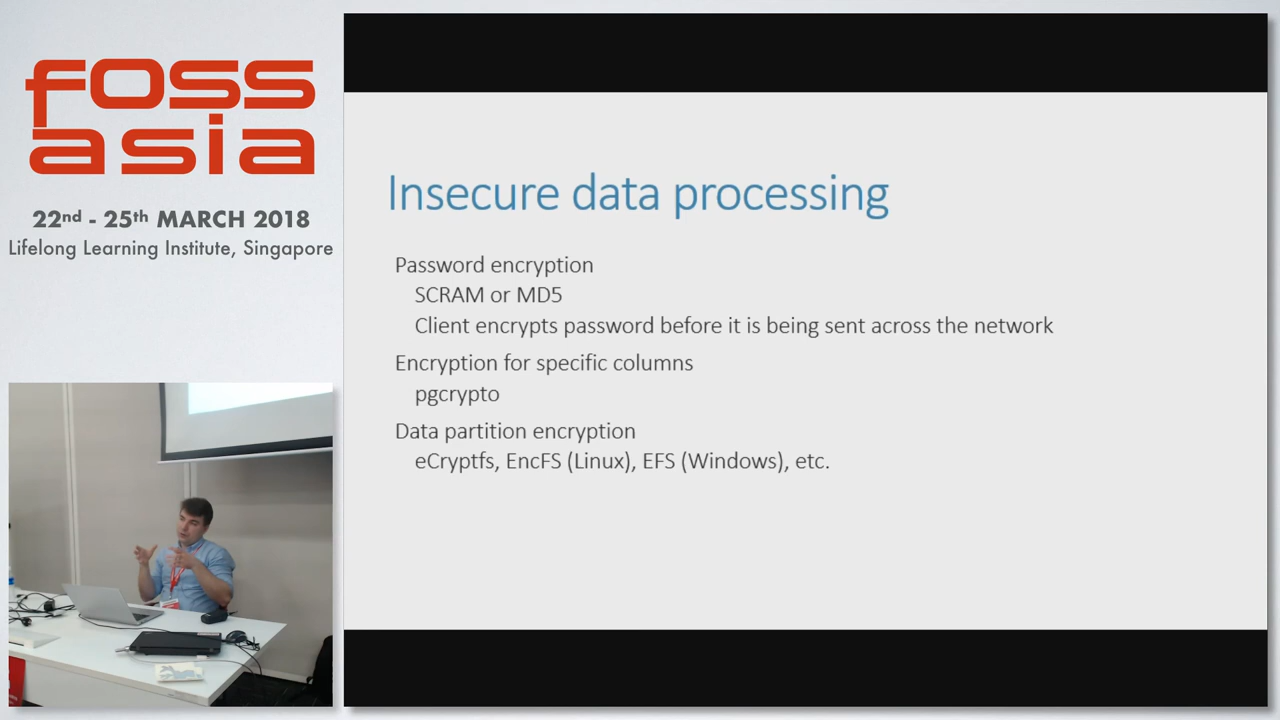 foss
asia
22nd - 25th MARCH 2018
Lifelong Learning Institute, Singapore
Insecure data processing
Password encryption
SCRAM or MD5
Client encrypts password before it is being sent across the network
Encryption for specific columns
pgcrypto
Data partition encryption
eCryptfs, EncFS (Linux), EFS (Windows), etc.